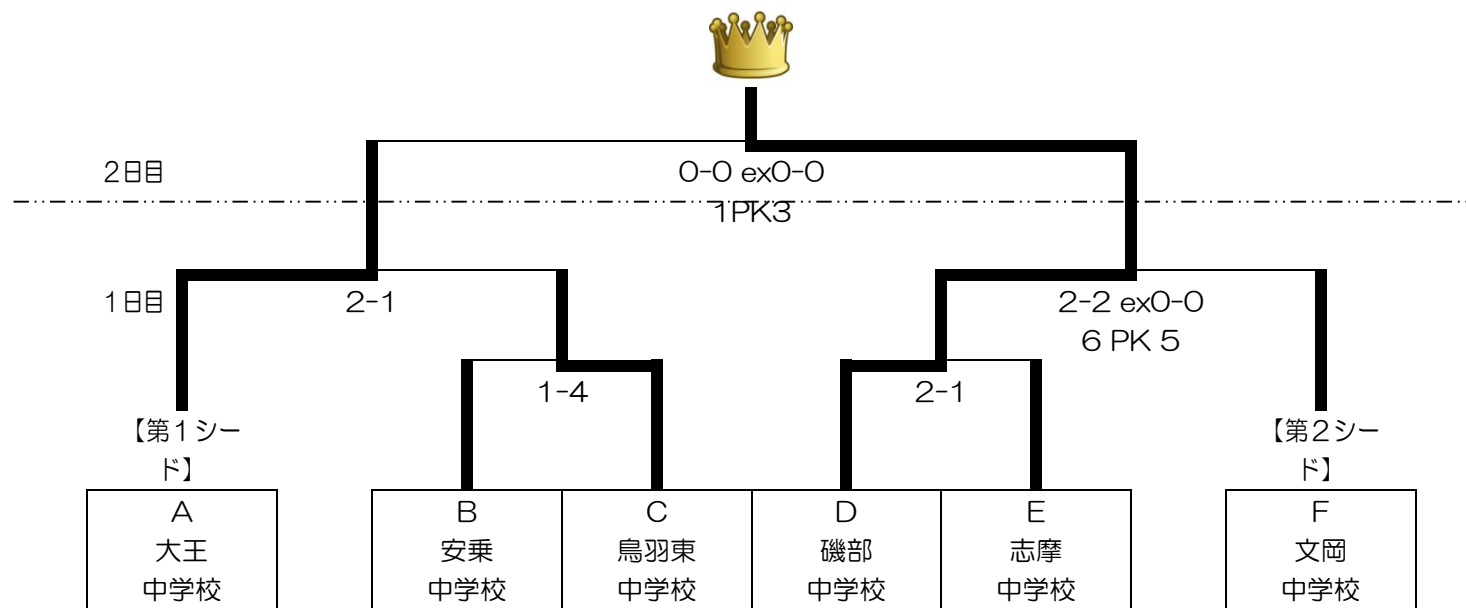 2日目
0-0 ex0-0
1PK3
1日目
2-1
2-2 ex0-0
6 PK 5
1-4
2-1
【第1シー
ド】
【第2シー
ド】
A
大王
中学校
B
安乗
中学校
C
鳥羽東
中学校
D
磯部
中学校
E
志摩
中学校
F
文岡
中学校